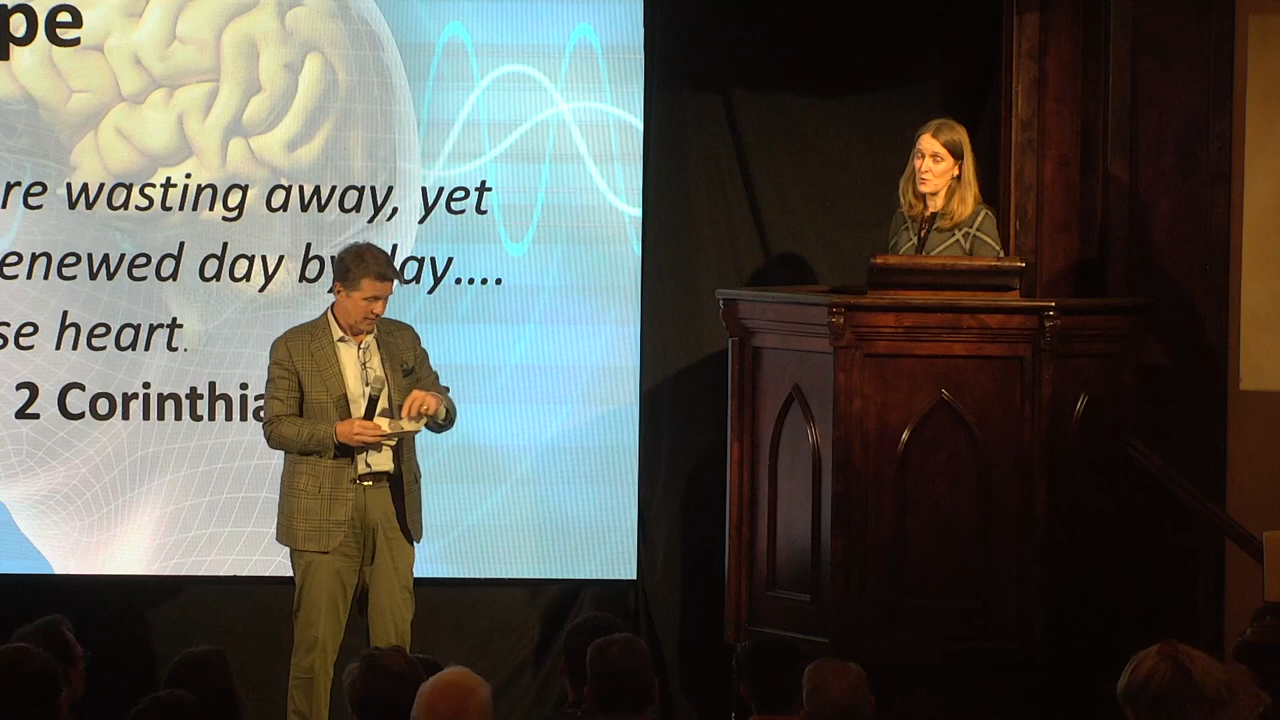 pe
re wasting away, yet
enewed day by day....
se heart.
2 Corinthia